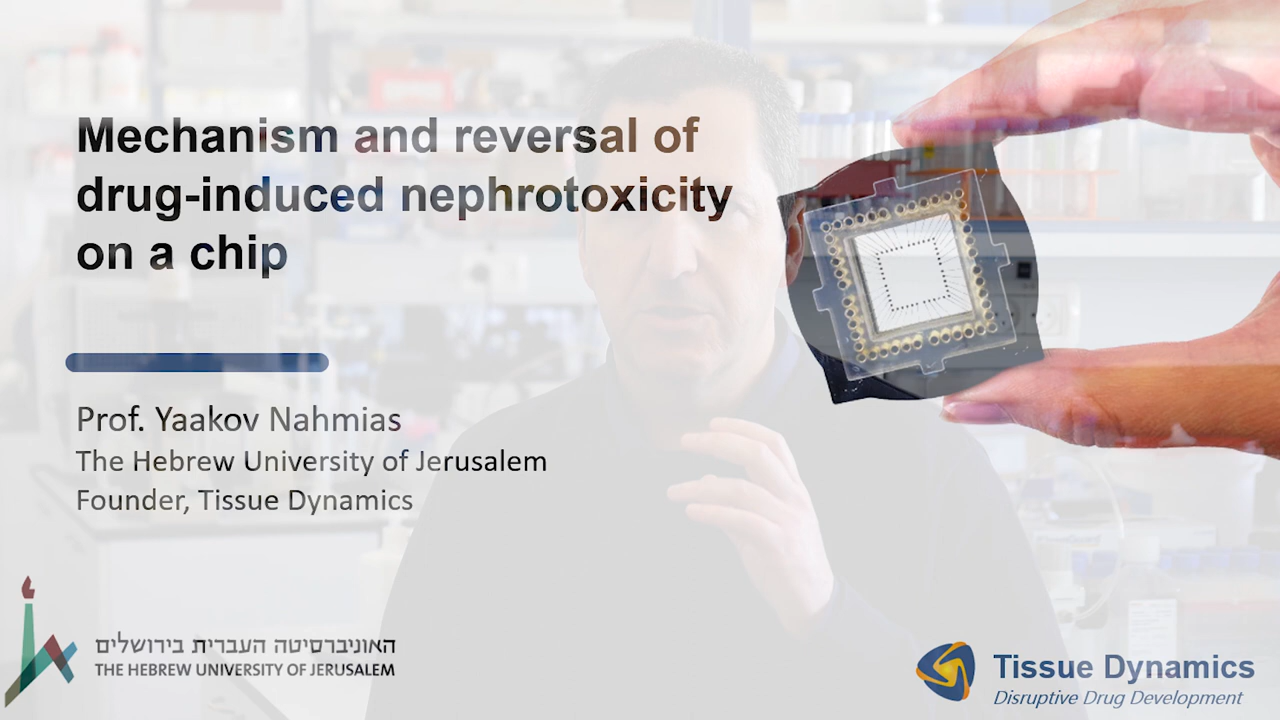 Mechanism and reversal of
drug-induced nephrotoxicity
on a chip
Prof. Yaakov Nahmias
The Hebrew University of Jerusalem
Founder, Tissue Dynamics
האוניברסיטה העברית בירושלים
THE HEBREW UNIVERSITY OF JERUSALEM
Tissue Dynamics
Disruptive Drug Development